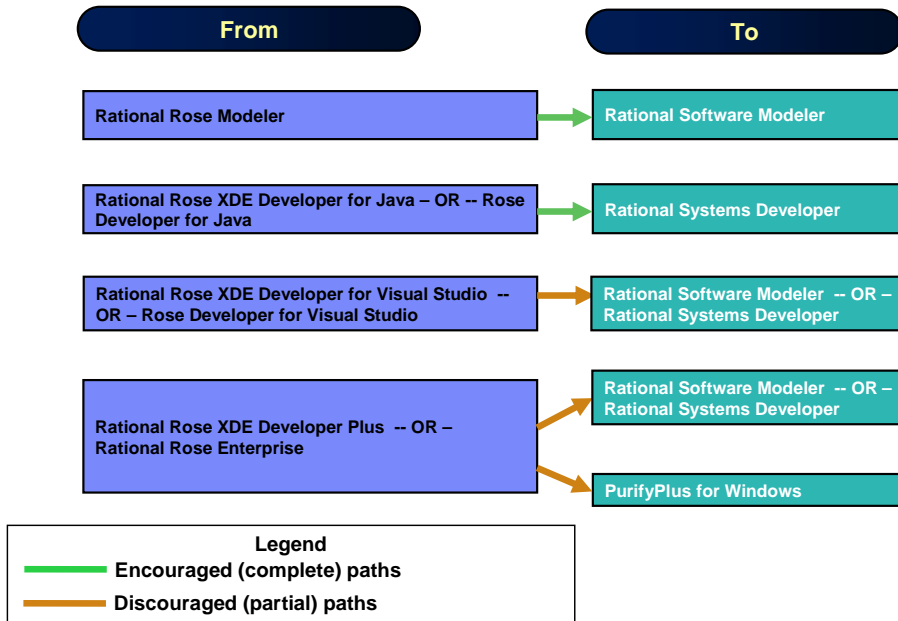 From
To
Rational Rose Modeler
Rational Software Modeler
Rational Rose XDE Developer for Java – OR -- Rose
Developer for Java
Rational Systems Developer
Rational Rose XDE Developer for Visual Studio --
OR – Rose Developer for Visual Studio
Rational Software Modeler -- OR –
Rational Systems Developer
Rational Rose XDE Developer Plus -- OR –
Rational Rose Enterprise
Rational Software Modeler -- OR –
Rational Systems Developer
PurifyPlus for Windows
Legend
Encouraged (complete) paths
Discouraged (partial) paths